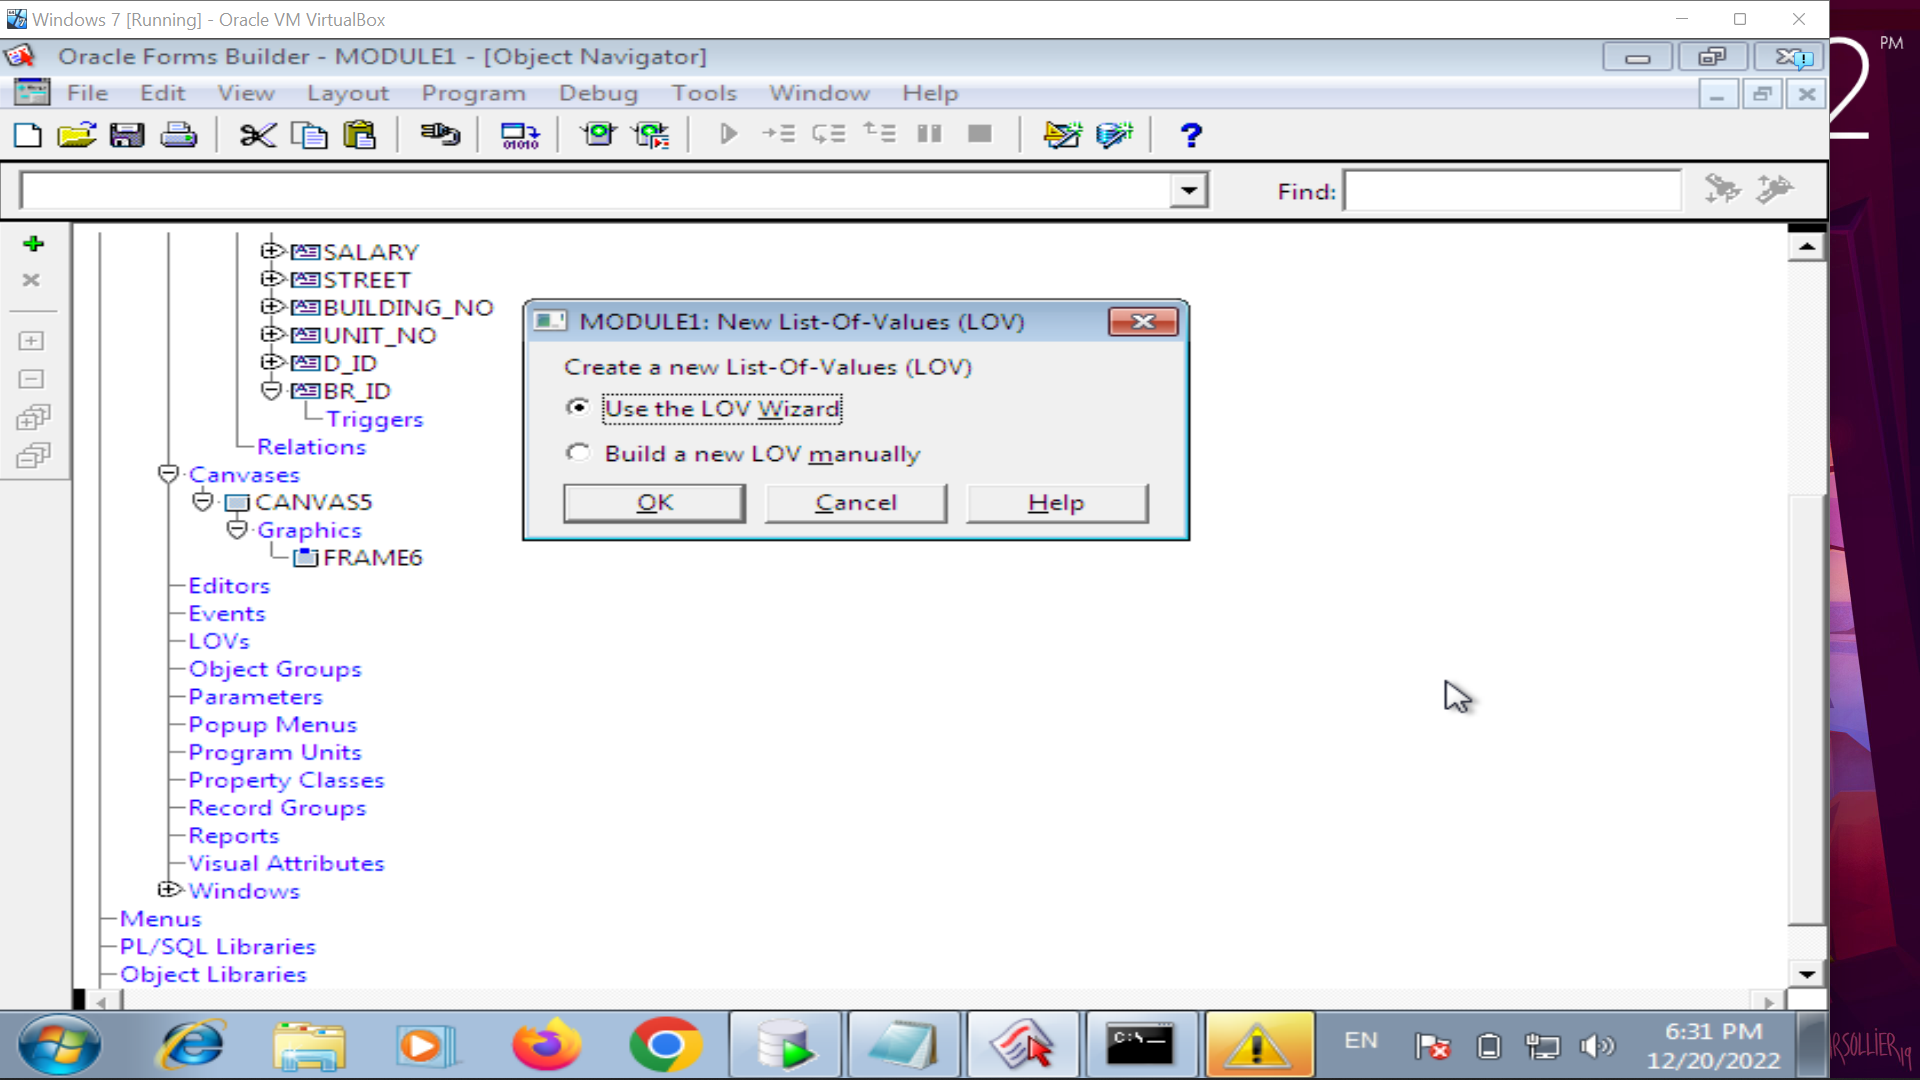 Windows 7 [Running] - Oracle VM VirtualBox
Oracle Forms Builder - MODULE1 - [Object Navigator]
PM
2
File Edit View Layout Program Debug Tools Window Help
01010
Find:
SALARY
STREET
BUILDING_NO
UNIT_NO
D_ID
BR_ID
Triggers
Relations
Canvases
CANVAS5
Graphics
FRAME6
Editors
Events
LOVs
Object Groups
Parameters
Popup Menus
Program Units
Property Classes
Record Groups
Reports
Visual Attributes
Windows
Menus
PL/SQL Libraries
Object Libraries
MODULE1: New List-Of-Values (LOV)
Create a new List-Of-Values (LOV)
Use the LOV Wizard
Build a new LOV manually
OK Cancel Help
C:\_
EN
6:31 PM
12/20/2022